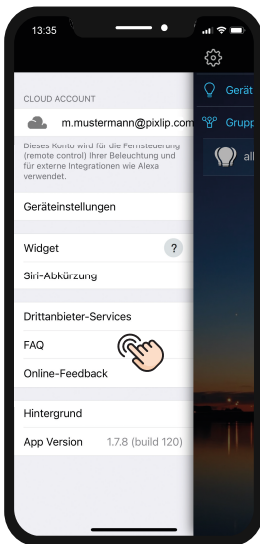 13:35
CLOUD ACCOUNT
m.mustermann@pixlip.com
Dieses Konto wird für die Fernsteuerung
(remote control) Ihrer Beleuchtung und
für externe Integrationen wie Alexa
verwendet.
Geräteinstellungen
Widget ?
Siri-Abkürzung
Drittanbieter-Services
FAQ
Online-Feedback
Hintergrund
App Version 1.7.8 (build 120)
Gerät
Grupp
all